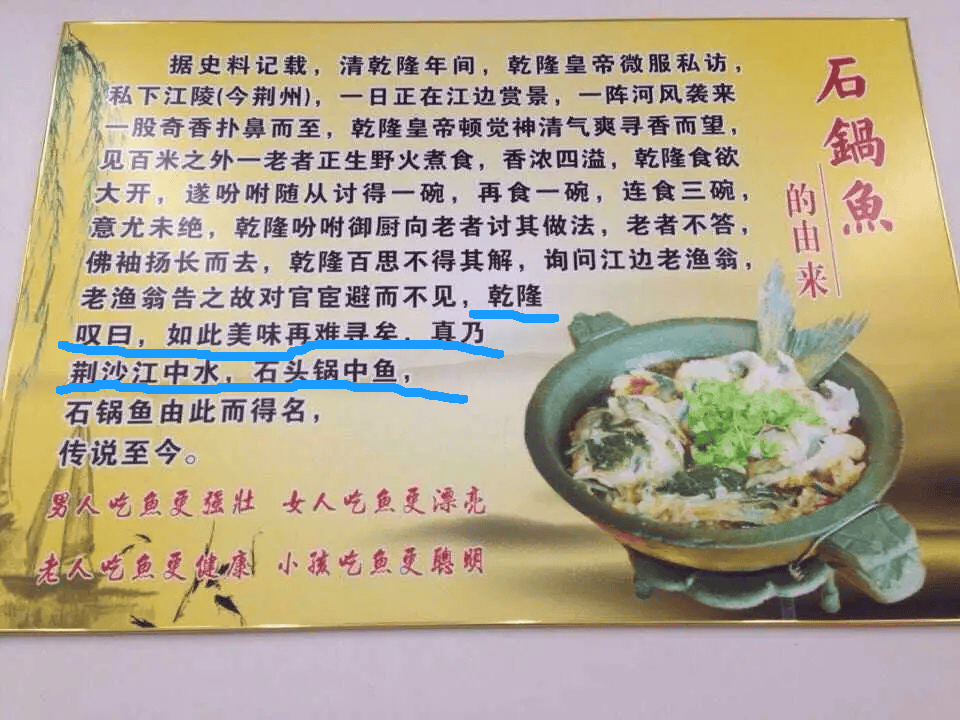 石鍋魚
的由来
据史料记载，清乾隆年间，乾隆皇帝微服私访，
私下江陵(今荆州)，一日正在江边赏景，一阵河风袭来
一股奇香扑鼻而至，乾隆皇帝顿觉神清气爽寻香而望，
见百米之外一老者正生野火煮食，香浓四溢，乾隆食欲
大开，遂吩咐随从讨得一碗，再食一碗，连食三碗，
意尤未绝，乾隆吩咐御厨向老者讨其做法，老者不答，
佛袖扬长而去，乾隆百思不得其解，询问江边老渔翁，
老渔翁告之故对官宦避而不见，乾隆
叹曰，如此美味再难寻矣，真乃
荆沙江中水，石头锅中鱼，
石锅鱼由此而得名，
传说至今。
男人吃魚更强壮 女人吃魚更漂亮
老人吃魚更健康 小孩吃魚更聰明